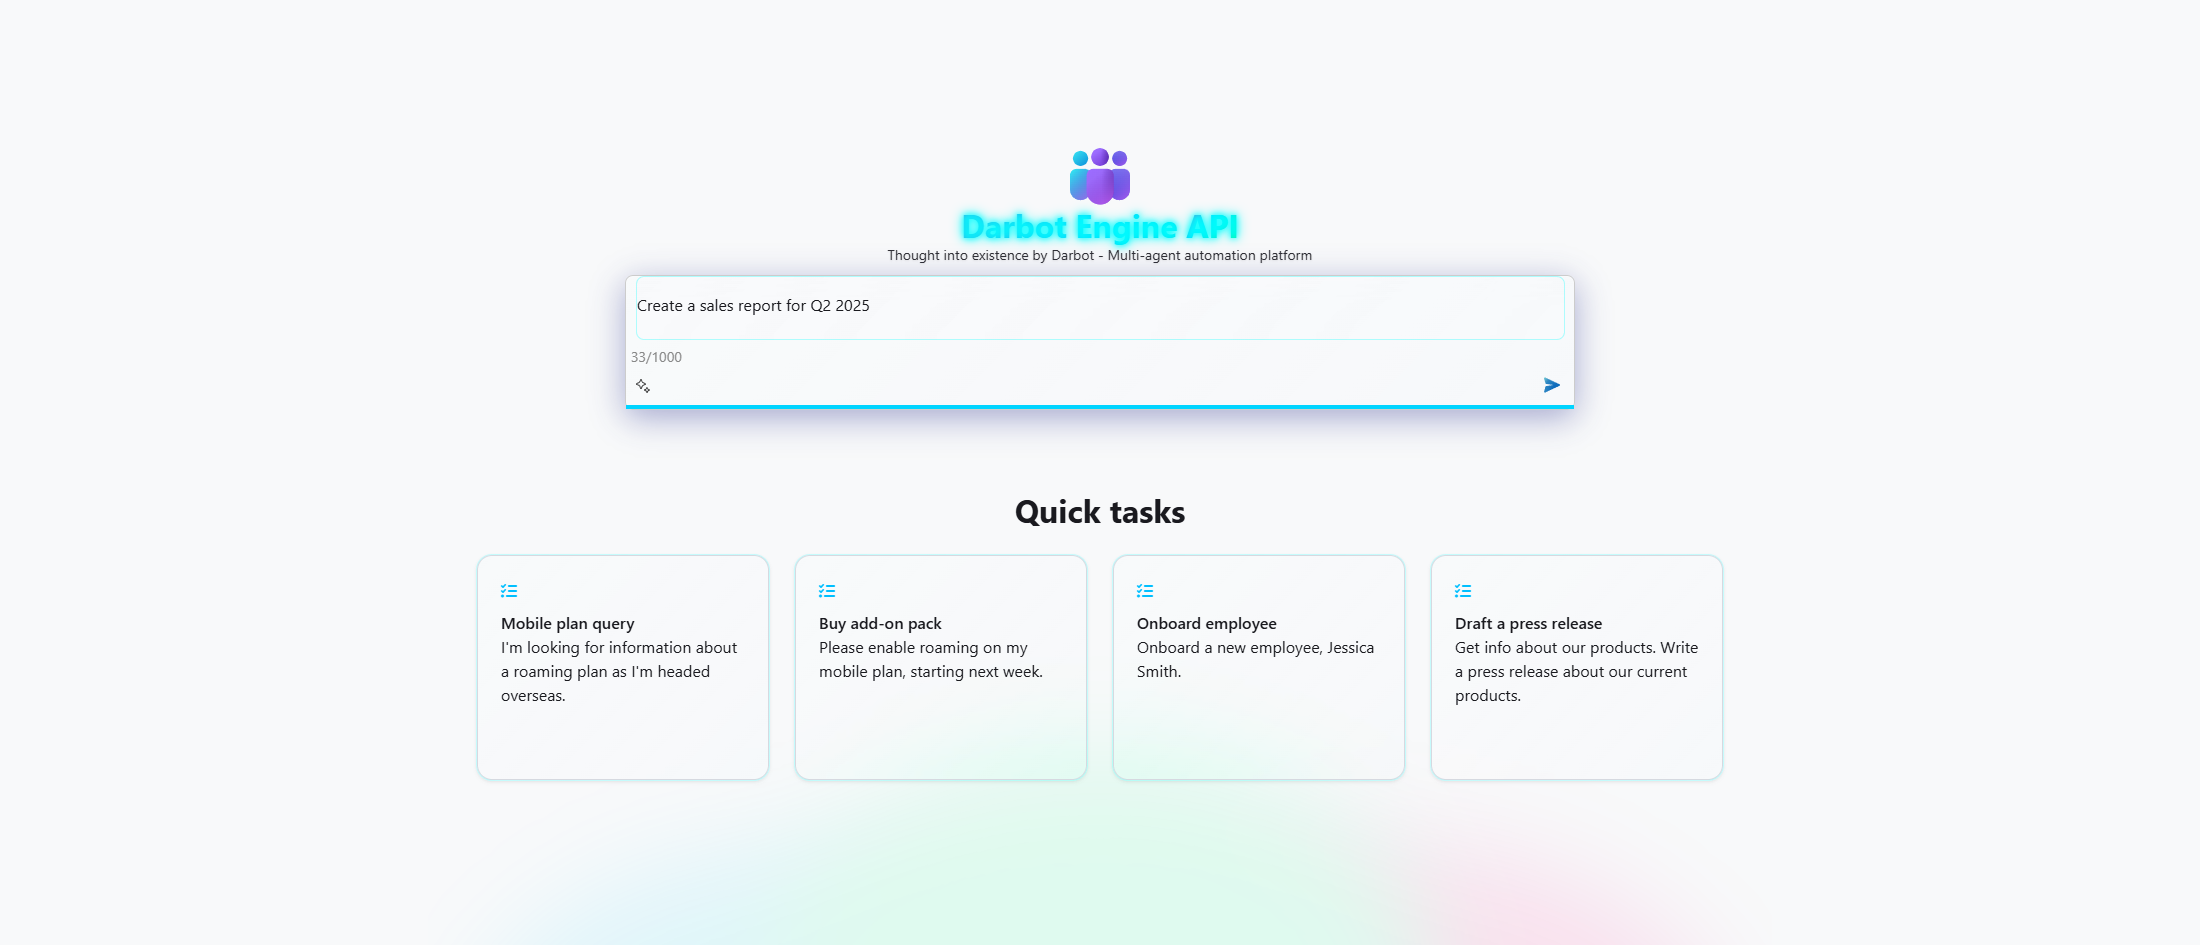 Darbot Engine API
Thought into existence by Darbot - Multi-agent automation platform
Create a sales report for Q2 2025
33/1000
Quick tasks
Mobile plan query
I'm looking for information about
a roaming plan as I'm headed
overseas.
Buy add-on pack
Please enable roaming on my
mobile plan, starting next week.
Onboard employee
Onboard a new employee, Jessica
Smith.
Draft a press release
Get info about our products. Write
a press release about our current
products.